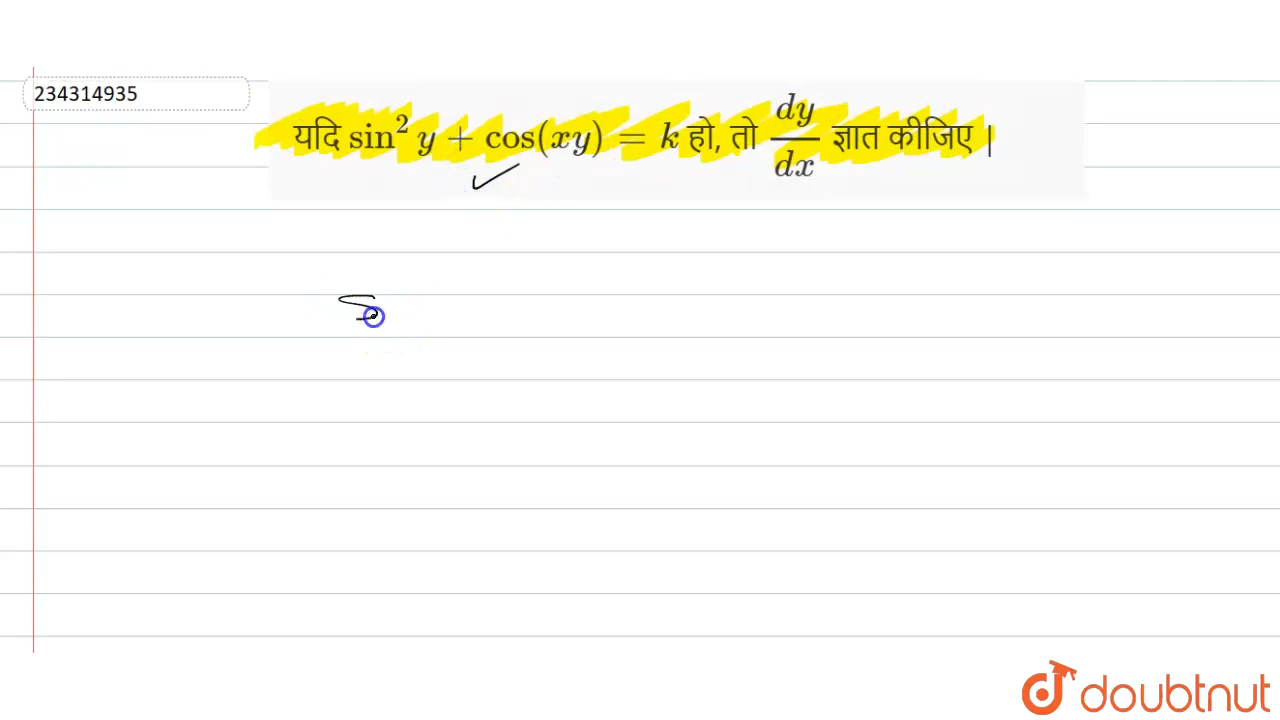 234314935
यदि sin² y + cos(xy) = k हो, तो dy/dx ज्ञात कीजिए |
doubtnut